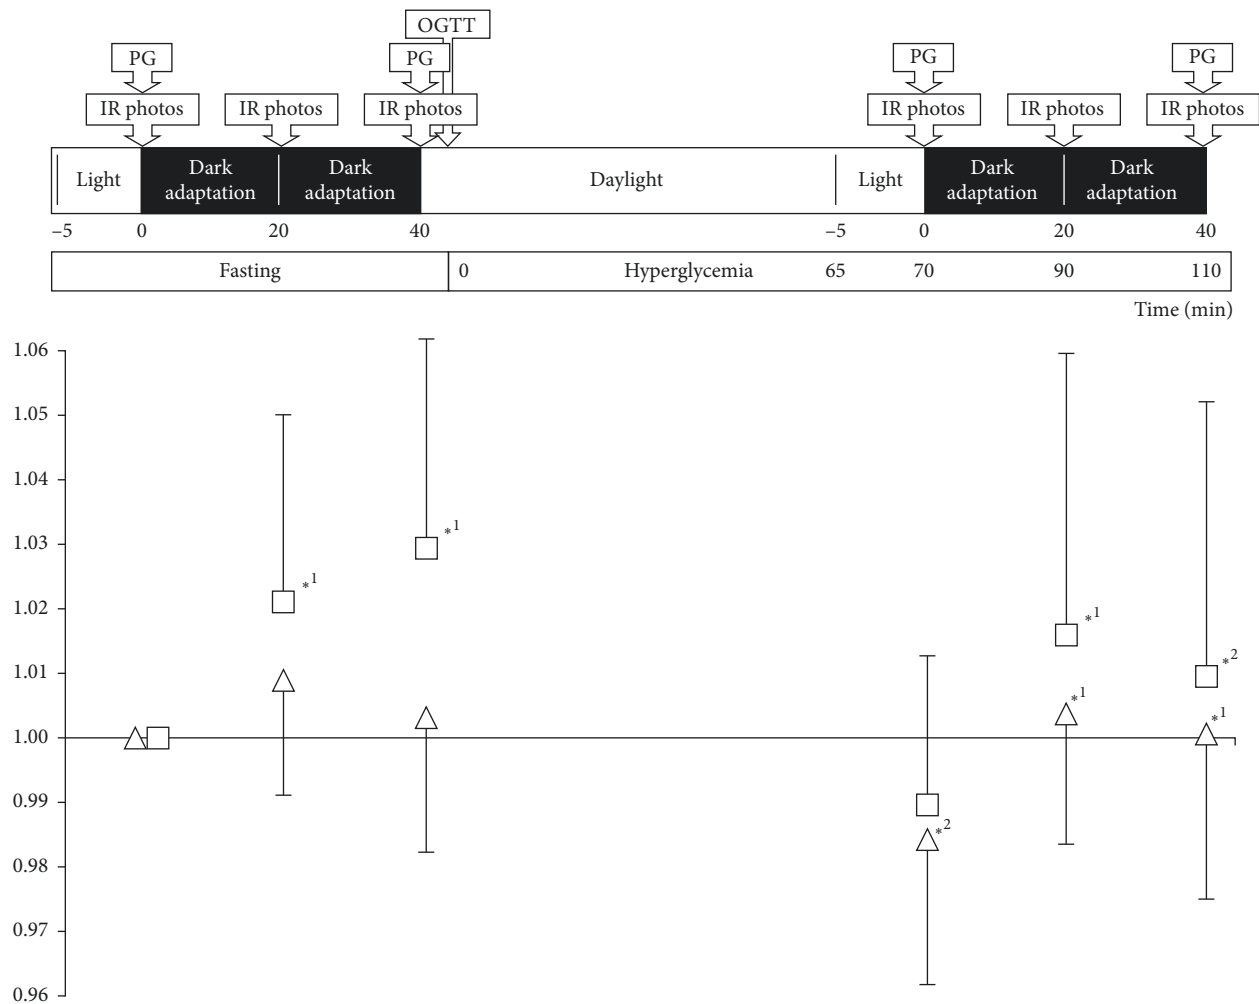 OGTT
PG PG PG PG
IR photos IR photos IR photos IR photos IR photos IR photos
Light Dark adaptation Dark adaptation Daylight Light Dark adaptation Dark adaptation
–5 0 20 40 –5 0 20 40
Fasting 0 Hyperglycemia 65 70 90 110
Time (min)
1.06
1.05
1.04
1.03
1.02
1.01
1.00
0.99
0.98
0.97
0.96
*1
*1
*1
*2
*1
*1
*2